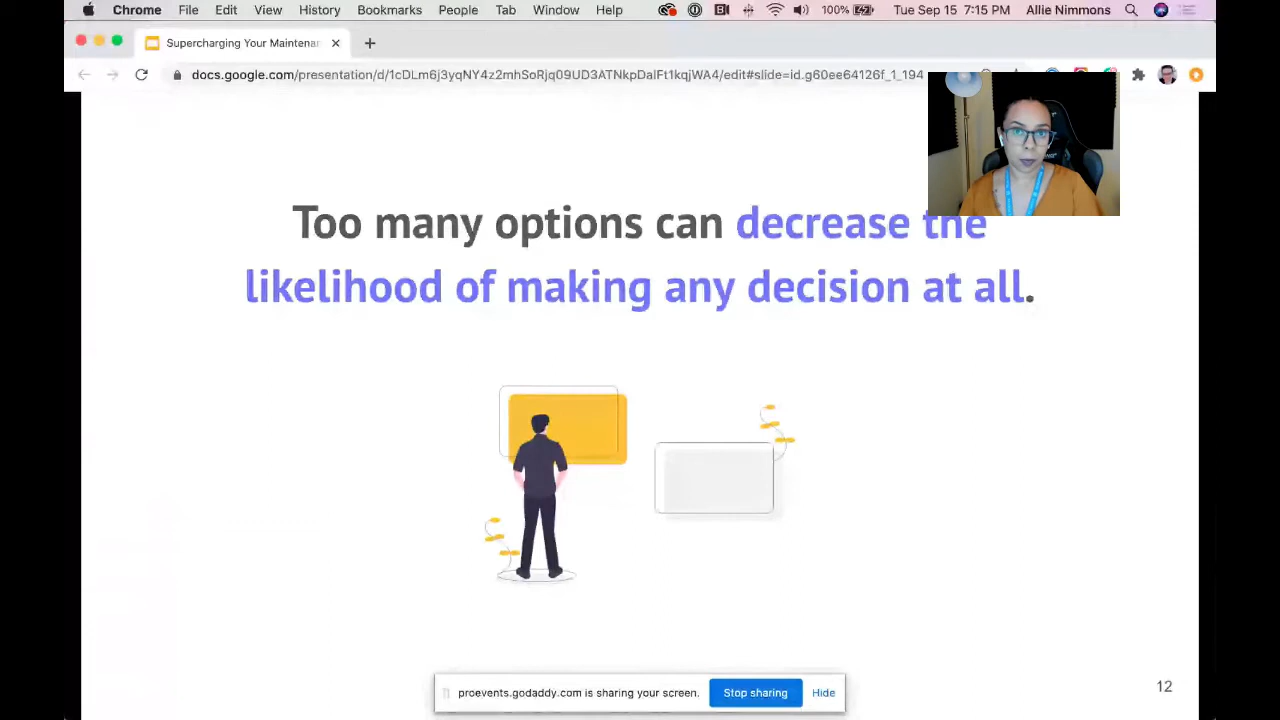 Chrome File Edit View History Bookmarks People Tab Window Help 100% Tue Sep 15 7:15 PM Allie Nimmons
Supercharging Your Maintenan
docs.google.com/presentation/d/1cDLm6j3yqNY4z2mhSoRjq09UD3ATNkpDalFt1kqjWA4/edit#slide=id.g60ee64126f_1_194
Too many options can decrease the
likelihood of making any decision at all.
proevents.godaddy.com is sharing your screen. Stop sharing Hide
12